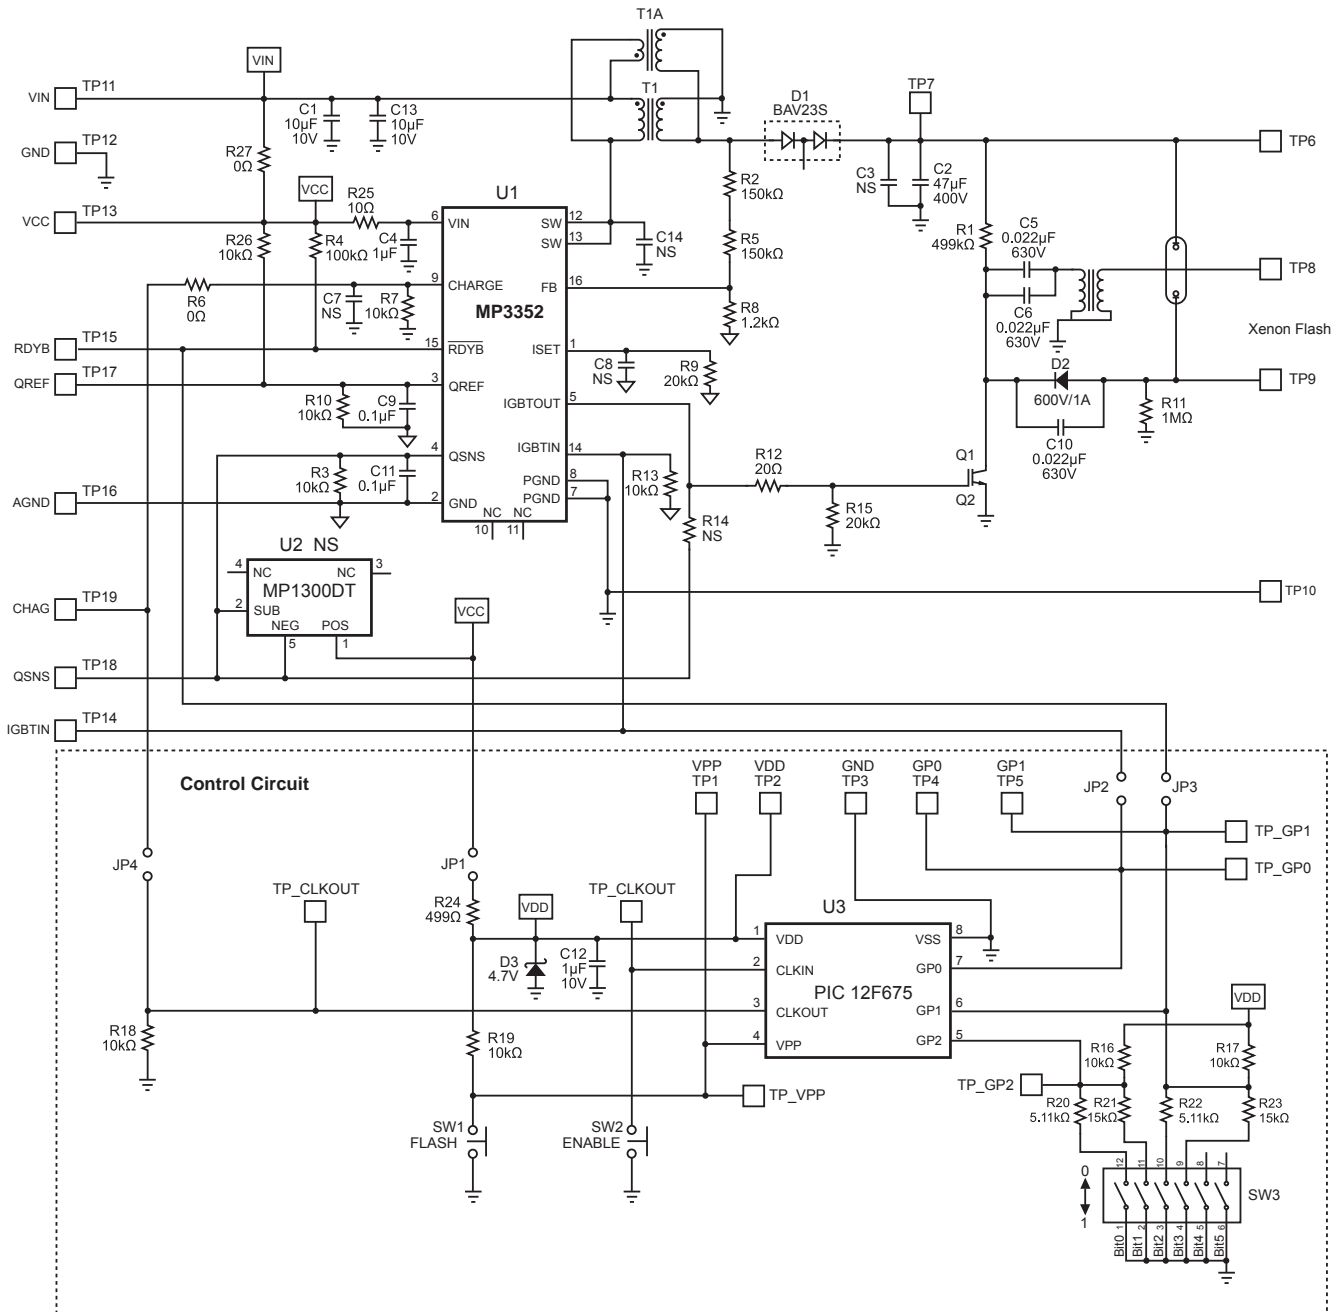 T1A
VIN
TP11
VIN
C1
10µF
10V
C13
10µF
10V
T1
D1
BAV23S
TP7
TP6
TP12
GND
R27
0Ω
VCC
TP13
VCC
R25
10Ω
U1
R2
150kΩ
C3
NS
C2
47µF
400V
R26
10kΩ
R4
100kΩ
C4
1µF
6
VIN
SW
12
SW
13
C14
NS
R5
150kΩ
R1
499kΩ
C5
0.022µF
630V
R6
0Ω
C7
NS
R7
10kΩ
9
CHARGE
MP3352
FB
16
R8
1.2kΩ
C6
0.022µF
630V
TP8
Xenon Flash
RDYB
TP15
15
RDYB
ISET
1
C8
NS
R9
20kΩ
QREF
TP17
3
QREF
IGBTOUT
5
R10
10kΩ
C9
0.1µF
D2
600V/1A
TP9
R11
1MΩ
C10
0.022µF
630V
4
QSNS
IGBTIN
14
R3
10kΩ
C11
0.1µF
PGND
8
PGND
7
R13
10kΩ
R12
20Ω
Q1
Q2
AGND
TP16
2
GND
NC
NC
10
11
R14
NS
R15
20kΩ
U2 NS
4
NC
NC
3
MP1300DT
2
SUB
NEG
POS
5
1
VCC
CHAG
TP19
TP10
QSNS
TP18
IGBTIN
TP14
Control Circuit
VPP
TP1
VDD
TP2
GND
TP3
GP0
TP4
GP1
TP5
JP2
JP3
TP_GP1
TP_GP0
JP4
JP1
TP_CLKOUT
R24
499Ω
VDD
TP_CLKOUT
U3
D3
4.7V
C12
1µF
10V
1
VDD
VSS
8
2
CLKIN
GP0
7
PIC 12F675
3
CLKOUT
GP1
6
4
VPP
GP2
5
VDD
R18
10kΩ
R19
10kΩ
R16
10kΩ
R17
10kΩ
TP_GP2
TP_VPP
R20
5.11kΩ
R21
15kΩ
R22
5.11kΩ
R23
15kΩ
SW1
FLASH
SW2
ENABLE
12
11
10
9
8
7
0
1
SW3
1
2
3
4
5
6
Bit0
Bit1
Bit2
Bit3
Bit4
Bit5